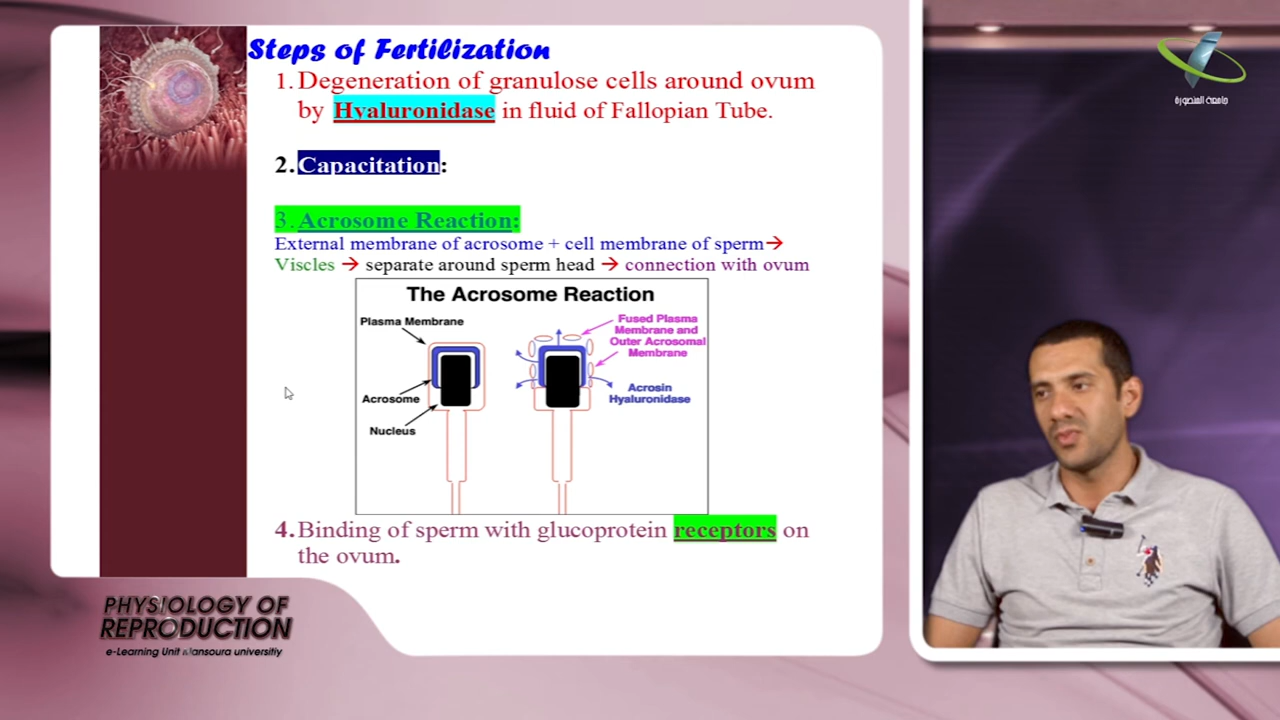 Steps of Fertilization
1. Degeneration of granulose cells around ovum
by Hyaluronidase in fluid of Fallopian Tube.
2. Capacitation:
3. Acrosome Reaction:
External membrane of acrosome + cell membrane of sperm→
Viscles → separate around sperm head → connection with ovum
The Acrosome Reaction
Plasma Membrane
Acrosome
Nucleus
Fused Plasma
Membrane and
Outer Acrosomal
Membrane
Acrosin
Hyaluronidase
4. Binding of sperm with glucoprotein receptors on
the ovum.
PHYSIOLOGY OF
REPRODUCTION
e-Learning Unit Mansoura universitiy
جامعة المنصورة